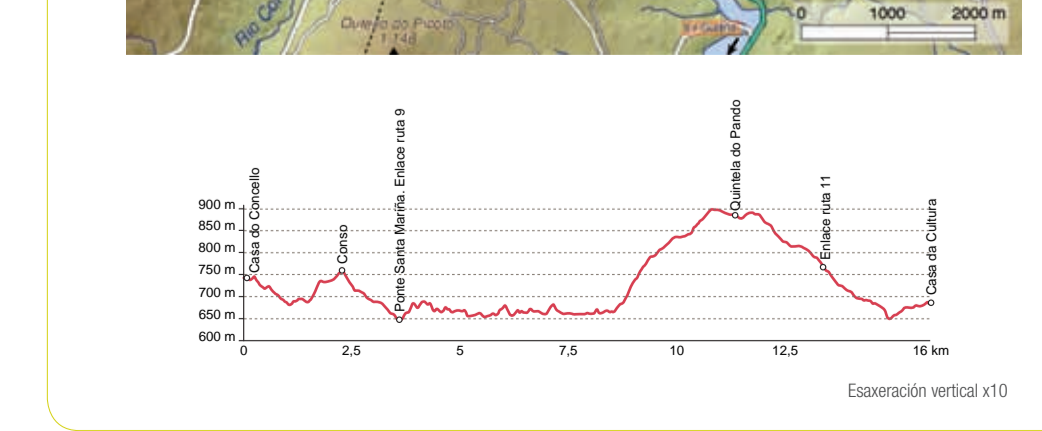 Río Co
Outeiro do Picoto
1.146
0 1000 2000 m
Casa do Concello
Conso
Ponte Santa Mariña. Enlace ruta 9
Quintela do Pando
Enlace ruta 11
Casa da Cultura
900 m
850 m
800 m
750 m
700 m
650 m
600 m
0 2,5 5 7,5 10 12,5 16 km
Esaxeración vertical x10